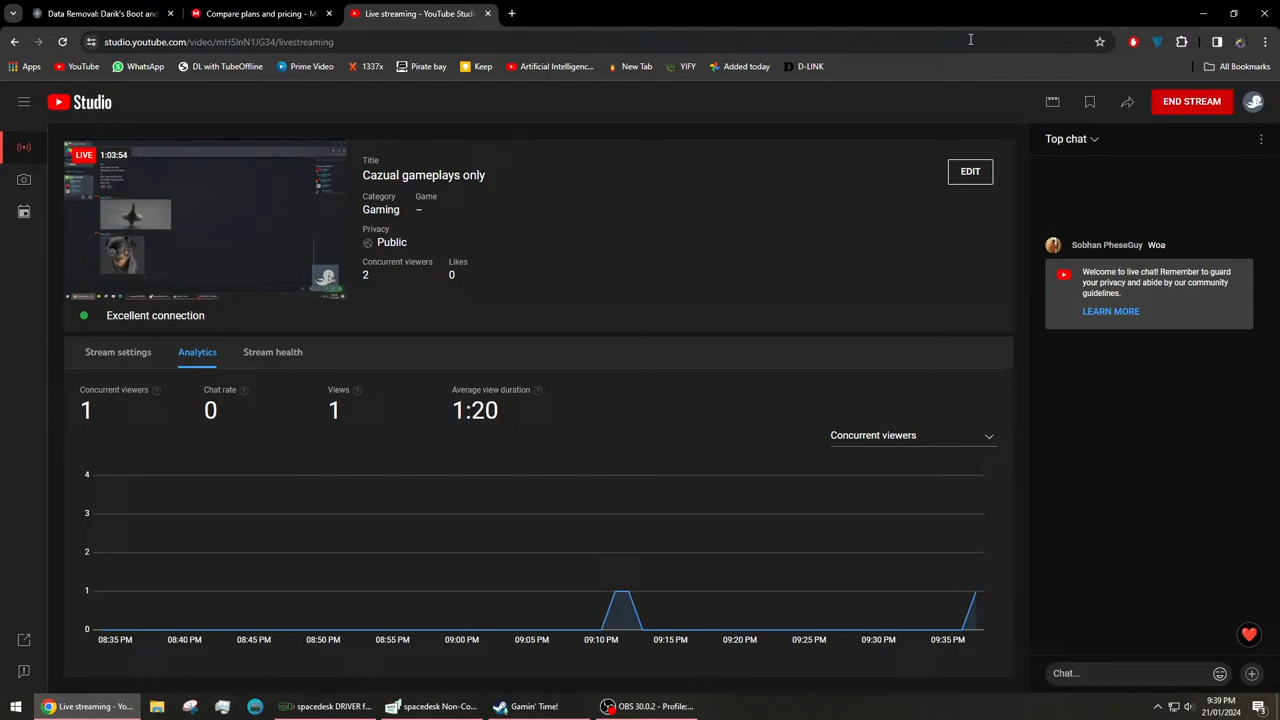 Data Removal: Darik's Boot and
Compare plans and pricing - M
Live streaming - YouTube Studio
studio.youtube.com/video/mH5InN1JG34/livestreaming
Apps
YouTube
WhatsApp
DL with TubeOffline
Prime Video
1337x
Pirate bay
Keep
Artificial Intelligenc...
New Tab
YIFY
Added today
D-LINK
All Bookmarks
Studio
END STREAM
LIVE 1:03:54
Title
Cazual gameplays only
Category Game
Gaming –
Privacy
Public
Concurrent viewers Likes
2 0
EDIT
Excellent connection
Top chat
Sobhan PheseGuy Woa
Welcome to live chat! Remember to guard
your privacy and abide by our community
guidelines.
LEARN MORE
Stream settings Analytics Stream health
Concurrent viewers Chat rate Views Average view duration
1 0 1 1:20
Concurrent viewers
4
3
2
1
0
08:35 PM 08:40 PM 08:45 PM 08:50 PM 08:55 PM 09:00 PM 09:05 PM 09:10 PM 09:15 PM 09:20 PM 09:25 PM 09:30 PM 09:35 PM
Chat...
Live streaming - Yo...
spacedesk DRIVER f...
spacedesk Non-Co...
Gamin' Time!
OBS 30.0.2 - Profile:...
9:39 PM
21/01/2024